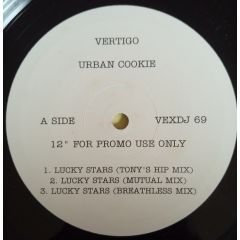 VERTIGO
URBAN COOKIE
A SIDE VEXDJ 69
12" FOR PROMO USE ONLY
1. LUCKY STARS (TONY'S HIP MIX)
2. LUCKY STARS (MUTUAL MIX)
3. LUCKY STARS (BREATHLESS MIX)